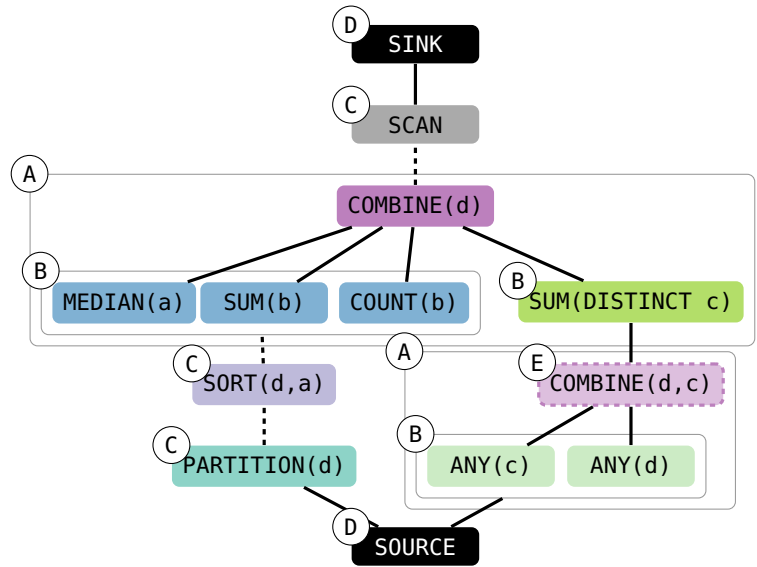 D
SINK
C
SCAN
A
COMBINE(d)
B
MEDIAN(a) SUM(b) COUNT(b)
B
SUM(DISTINCT c)
A
C
SORT(d,a)
E
COMBINE(d,c)
C
PARTITION(d)
B
ANY(c) ANY(d)
D
SOURCE